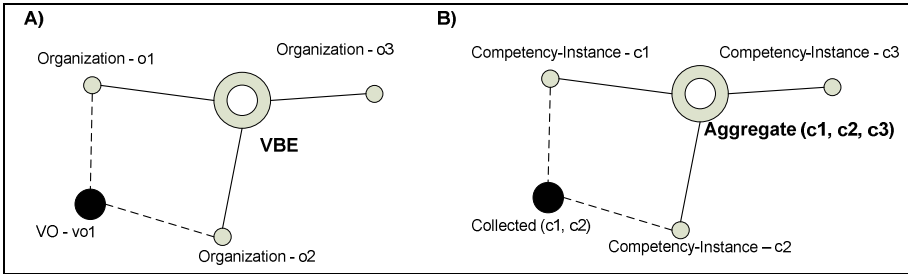 A)
Organization - o1
Organization - o3
VBE
VO - vo1
Organization - o2
B)
Competency-Instance - c1
Competency-Instance - c3
Aggregate (c1, c2, c3)
Collected (c1, c2)
Competency-Instance – c2